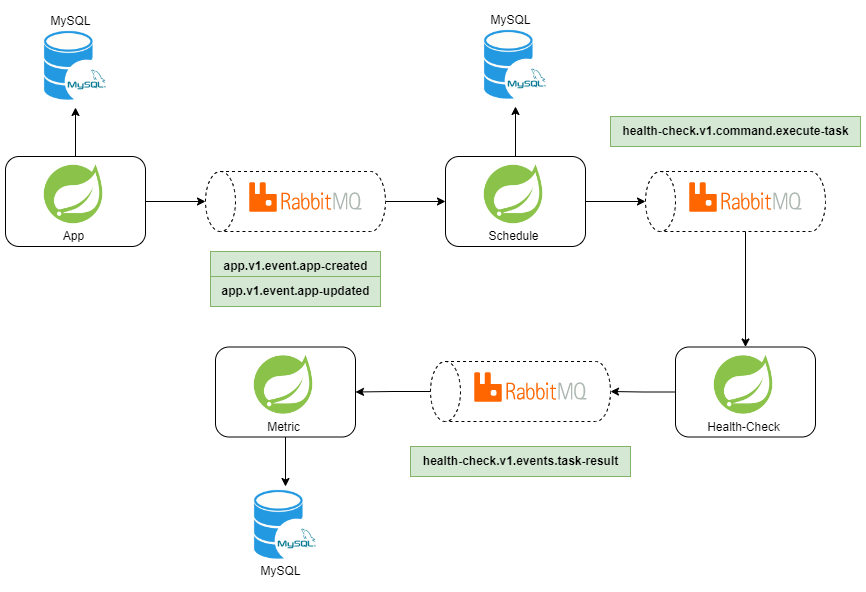 MySQL
MySQL
MySQL.
MySQL.
health-check.v1.command.execute-task
RabbitMQ
RabbitMQ
App
Schedule
app.v1.event.app-created
app.v1.event.app-updated
RabbitMQ
Metric
Health-Check
health-check.v1.events.task-result
MySQL.
MySQL